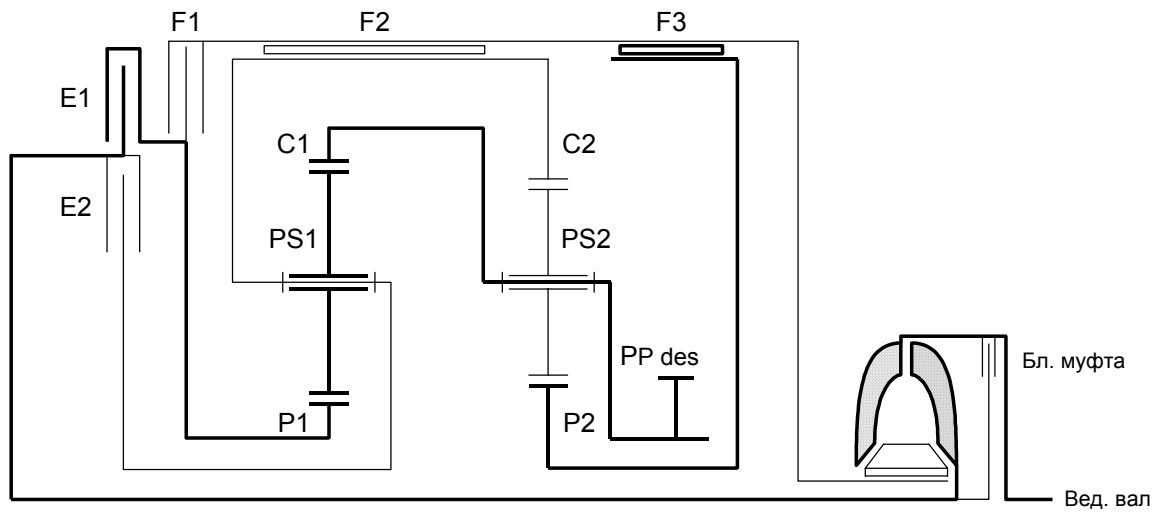 F1
F2
F3
E1
C1
C2
E2
PS1
PS2
PP des
Бл. муфта
P1
P2
Вед. вал